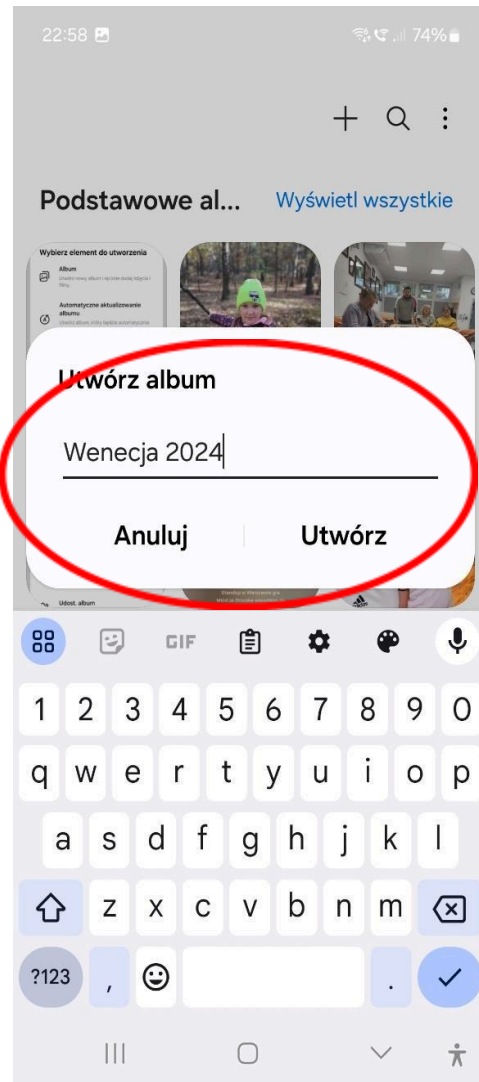 22:58 74%
Podstawowe al... Wyświetl wszystkie
Wybierz element do utworzenia
Album
Automatyczne aktualizowanie
albumu
Utwórz album
Wenecja 2024
Anuluj Utwórz
Udost. album
GIF
1 2 3 4 5 6 7 8 9 0
q w e r t y u i o p
a s d f g h j k l
z x c v b n m
?123 , .